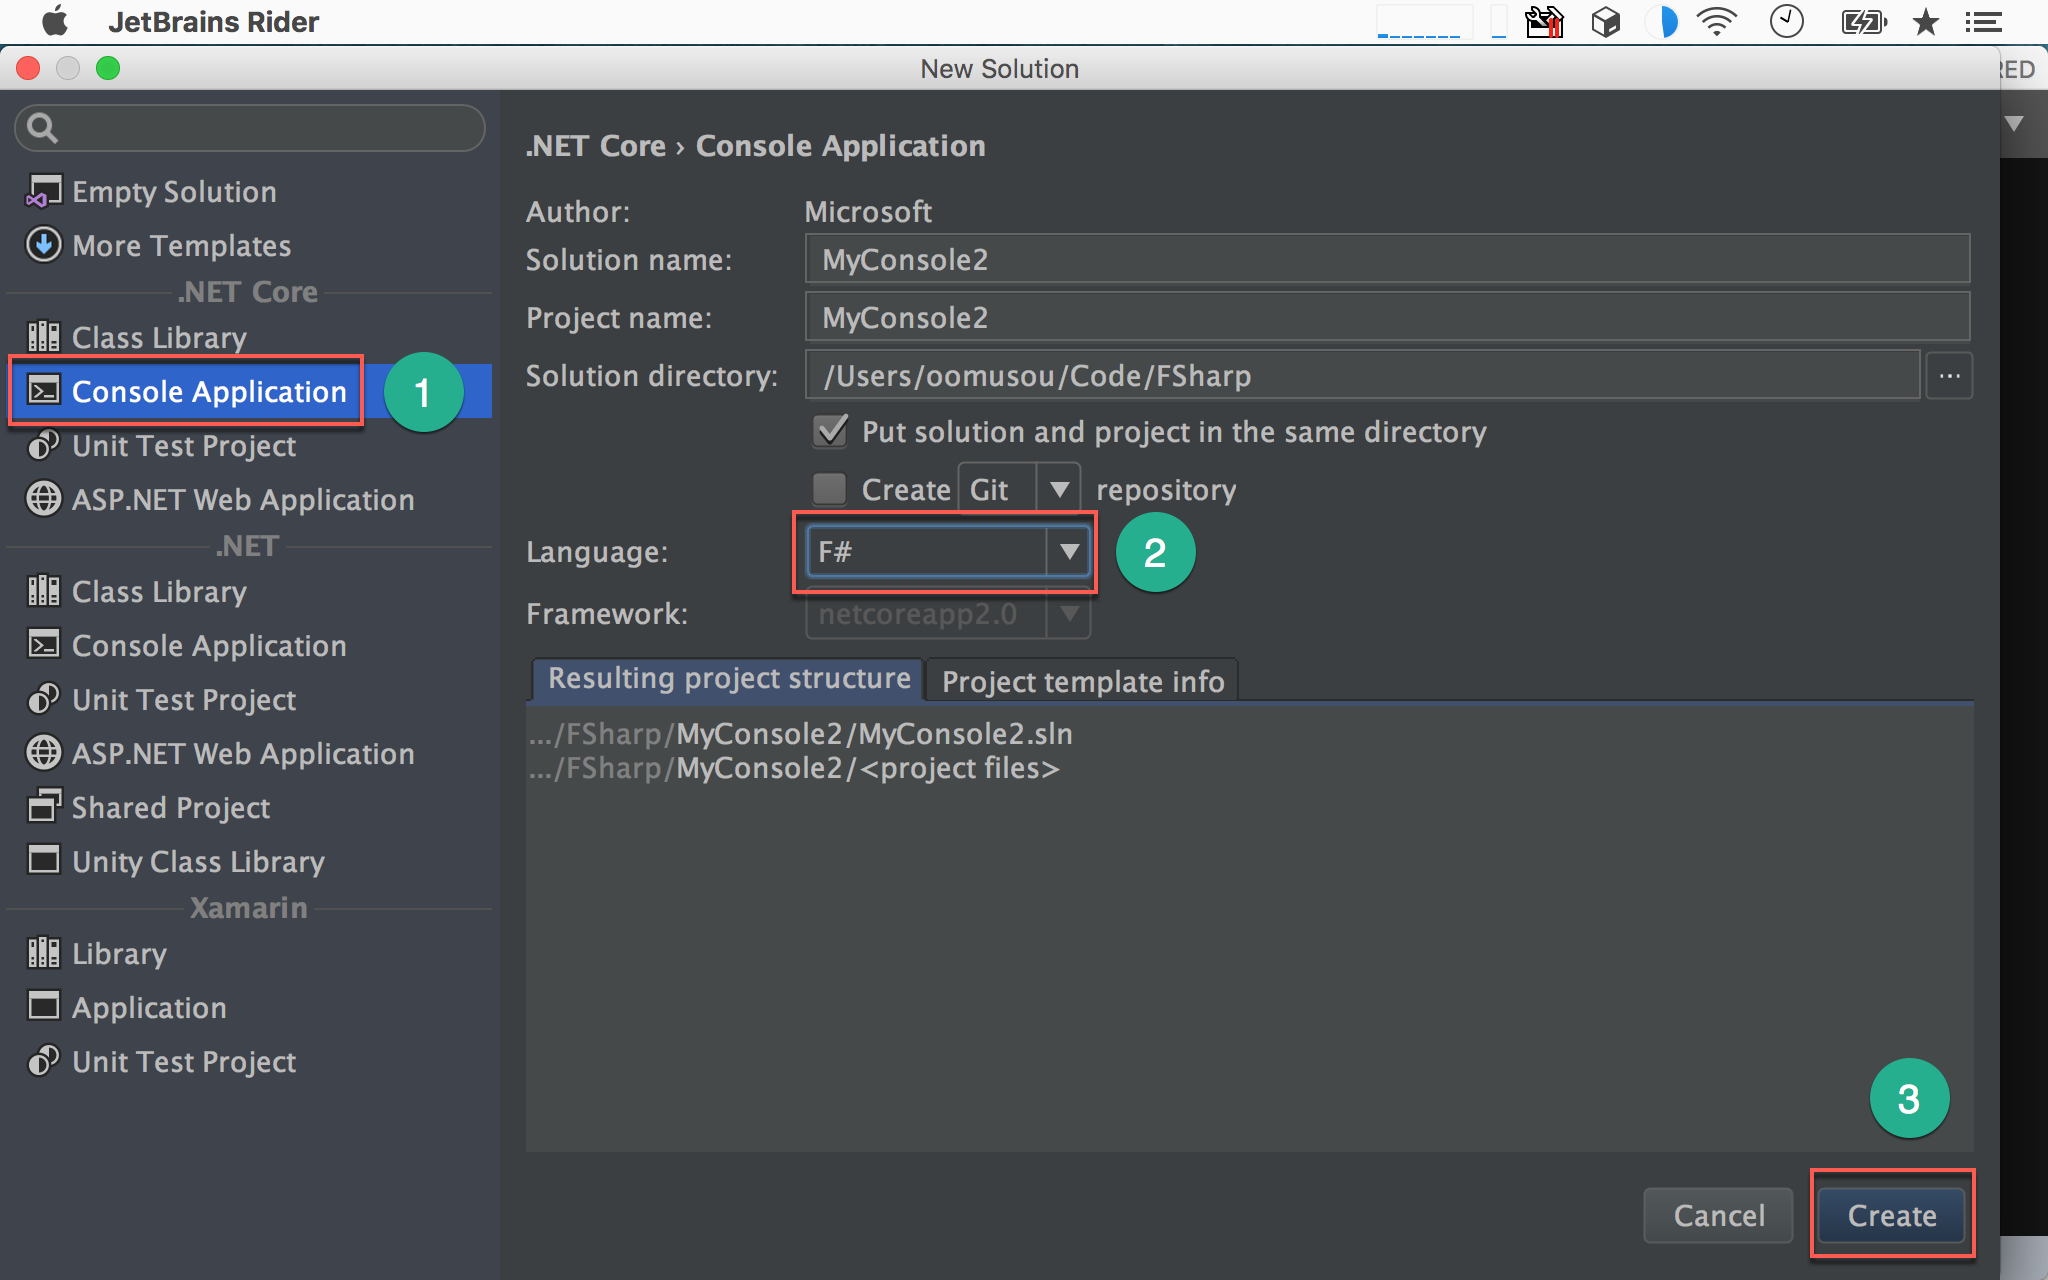 JetBrains Rider
New Solution
RED
Empty Solution
More Templates
.NET Core
Class Library
Console Application
1
Unit Test Project
ASP.NET Web Application
.NET
Class Library
Console Application
Unit Test Project
ASP.NET Web Application
Shared Project
Unity Class Library
Xamarin
Library
Application
Unit Test Project
.NET Core › Console Application
Author: Microsoft
Solution name: MyConsole2
Project name: MyConsole2
Solution directory: /Users/oomusou/Code/FSharp ...
Put solution and project in the same directory
Create Git repository
Language: F# 2
Framework: netcoreapp2.0
Resulting project structure Project template info
.../FSharp/MyConsole2/MyConsole2.sln
.../FSharp/MyConsole2/<project files>
3
Cancel Create